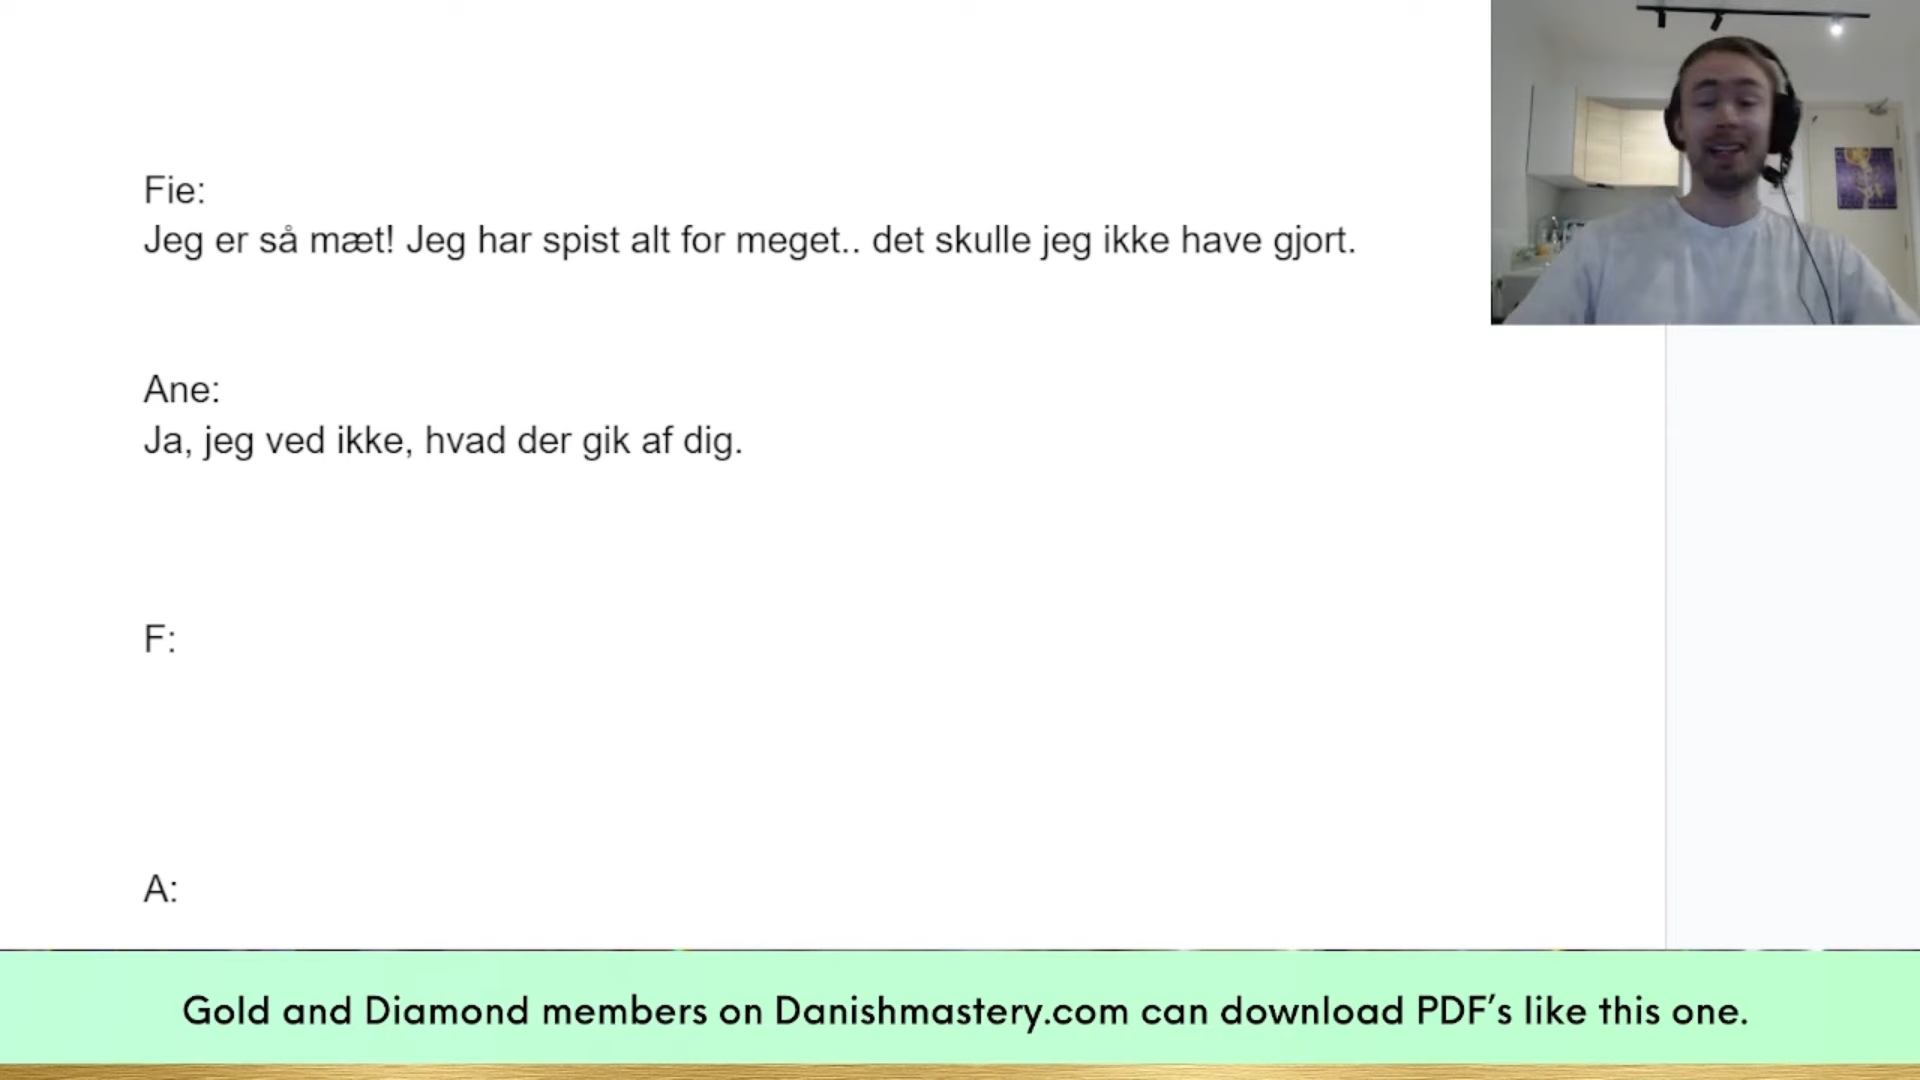 Fie:
Jeg er så mæt! Jeg har spist alt for meget.. det skulle jeg ikke have gjort.
Ane:
Ja, jeg ved ikke, hvad der gik af dig.
F:
A:
Gold and Diamond members on Danishmastery.com can download PDF’s like this one.